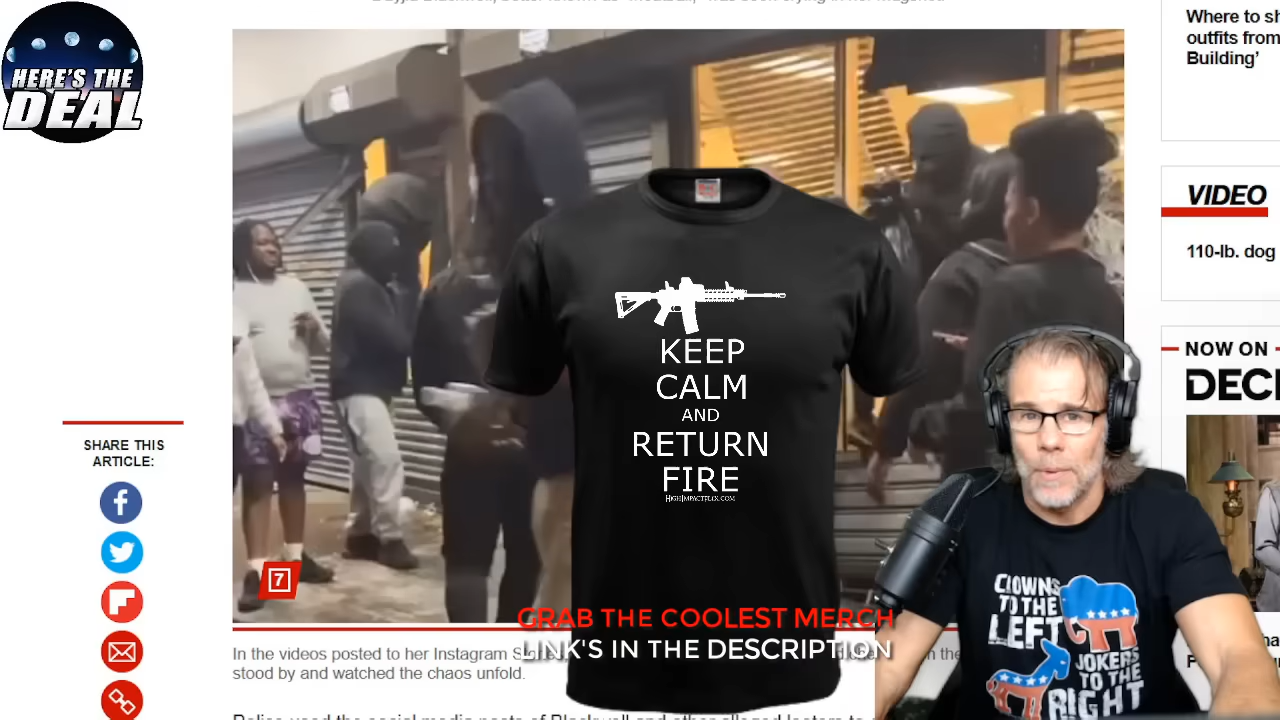 HERE'S THE
DEAL
Where to sh
outfits from
Building'
VIDEO
110-lb. dog
NOW ON
DEC
SHARE THIS
ARTICLE:
7
KEEP
CALM
AND
RETURN
FIRE
HIGHIMPACTFLIX.COM
GRAB THE COOLEST MERCH
LINK'S IN THE DESCRIPTION
In the videos posted to her Instagram
stood by and watched the chaos unfold.
CLOWNS
TO THE
LEFT
JOKERS
TO THE
RIGHT